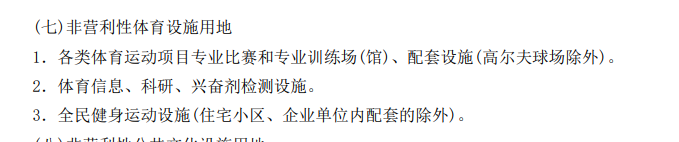 (七)非营利性体育设施用地
1．各类体育运动项目专业比赛和专业训练场(馆)、配套设施(高尔夫球场除外)。
2．体育信息、科研、兴奋剂检测设施。
3．全民健身运动设施(住宅小区、企业单位内配套的除外)。